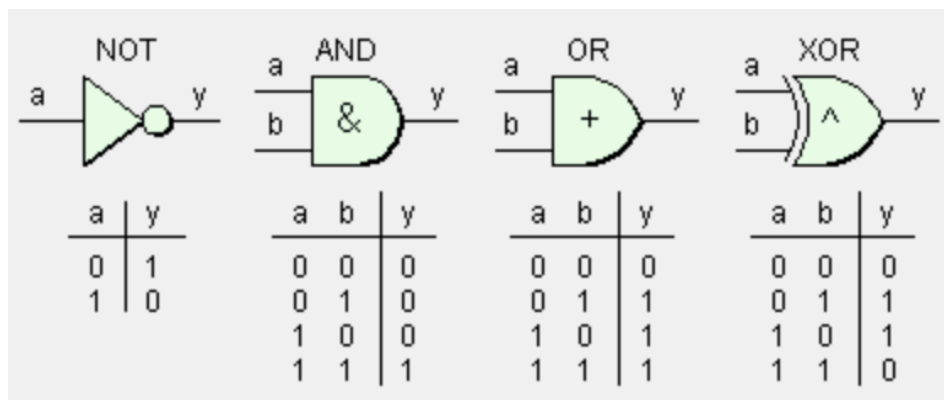 NOT AND OR XOR
a y a b & y a b + y a b ^ y
a y a b y a b y a b y
0 1 0 0 0 0 0 0 0 0 0
1 0 0 1 0 0 1 1 0 1 1
1 0 0 1 0 1 1 0 1
1 1 1 1 1 1 1 1 0